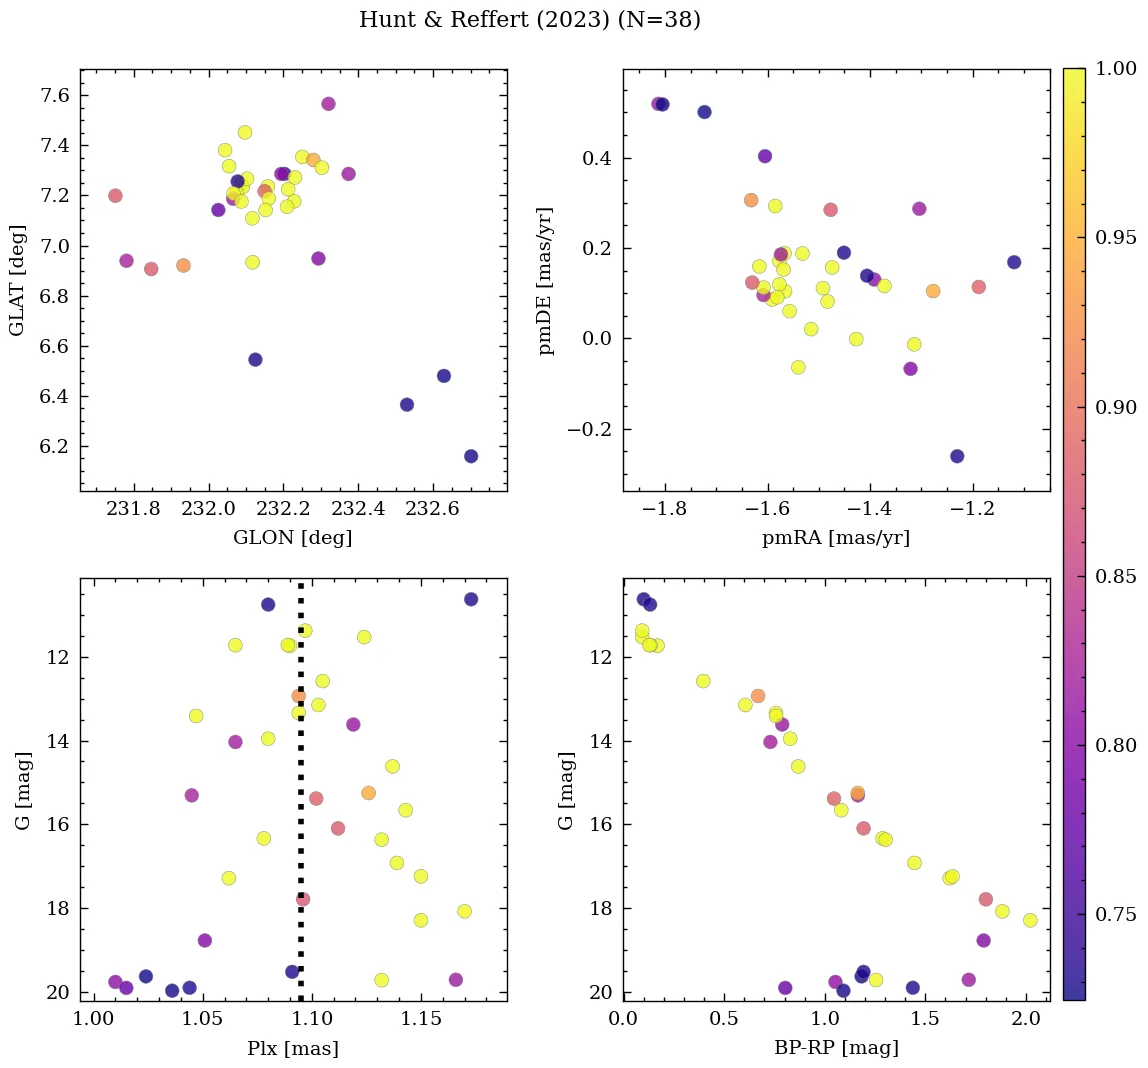 Hunt & Reffert (2023) (N=38)
7.6
7.4
7.2
7.0
6.8
6.6
6.4
6.2
GLAT [deg]
231.8 232.0 232.2 232.4 232.6
GLON [deg]
0.4
0.2
0.0
−0.2
pmDE [mas/yr]
−1.8 −1.6 −1.4 −1.2
pmRA [mas/yr]
1.00
0.95
0.90
0.85
0.80
0.75
12
14
16
18
20
G [mag]
1.00 1.05 1.10 1.15
Plx [mas]
12
14
16
18
20
G [mag]
0.0 0.5 1.0 1.5 2.0
BP-RP [mag]